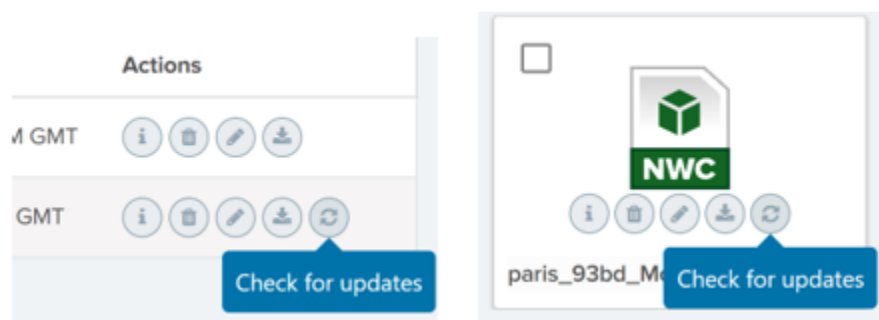 Actions
M GMT
GMT
Check for updates
NWC
paris_93bd_M
Check for updates